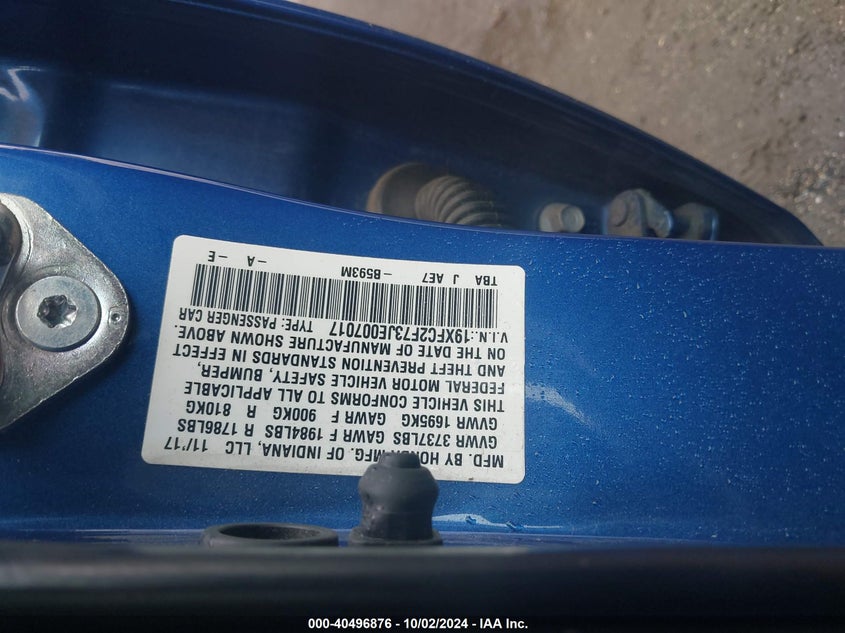 MFD. BY HONDA MFG. OF INDIANA, LLC 11/'17
GVWR 3737LBS GAWR F 1984LBS R 1786LBS
GVWR 1695KG GAWR F 900KG R 810KG
THIS VEHICLE CONFORMS TO ALL APPLICABLE
FEDERAL MOTOR VEHICLE SAFETY, BUMPER,
AND THEFT PREVENTION STANDARDS IN EFFECT
ON THE DATE OF MANUFACTURE SHOWN ABOVE.
V.I.N.:19XFC2F73JE007017 TYPE: PASSENGER CAR
TBA J AE7 -B593M -A -E
000-40496876 - 10/02/2024 - IAA Inc.